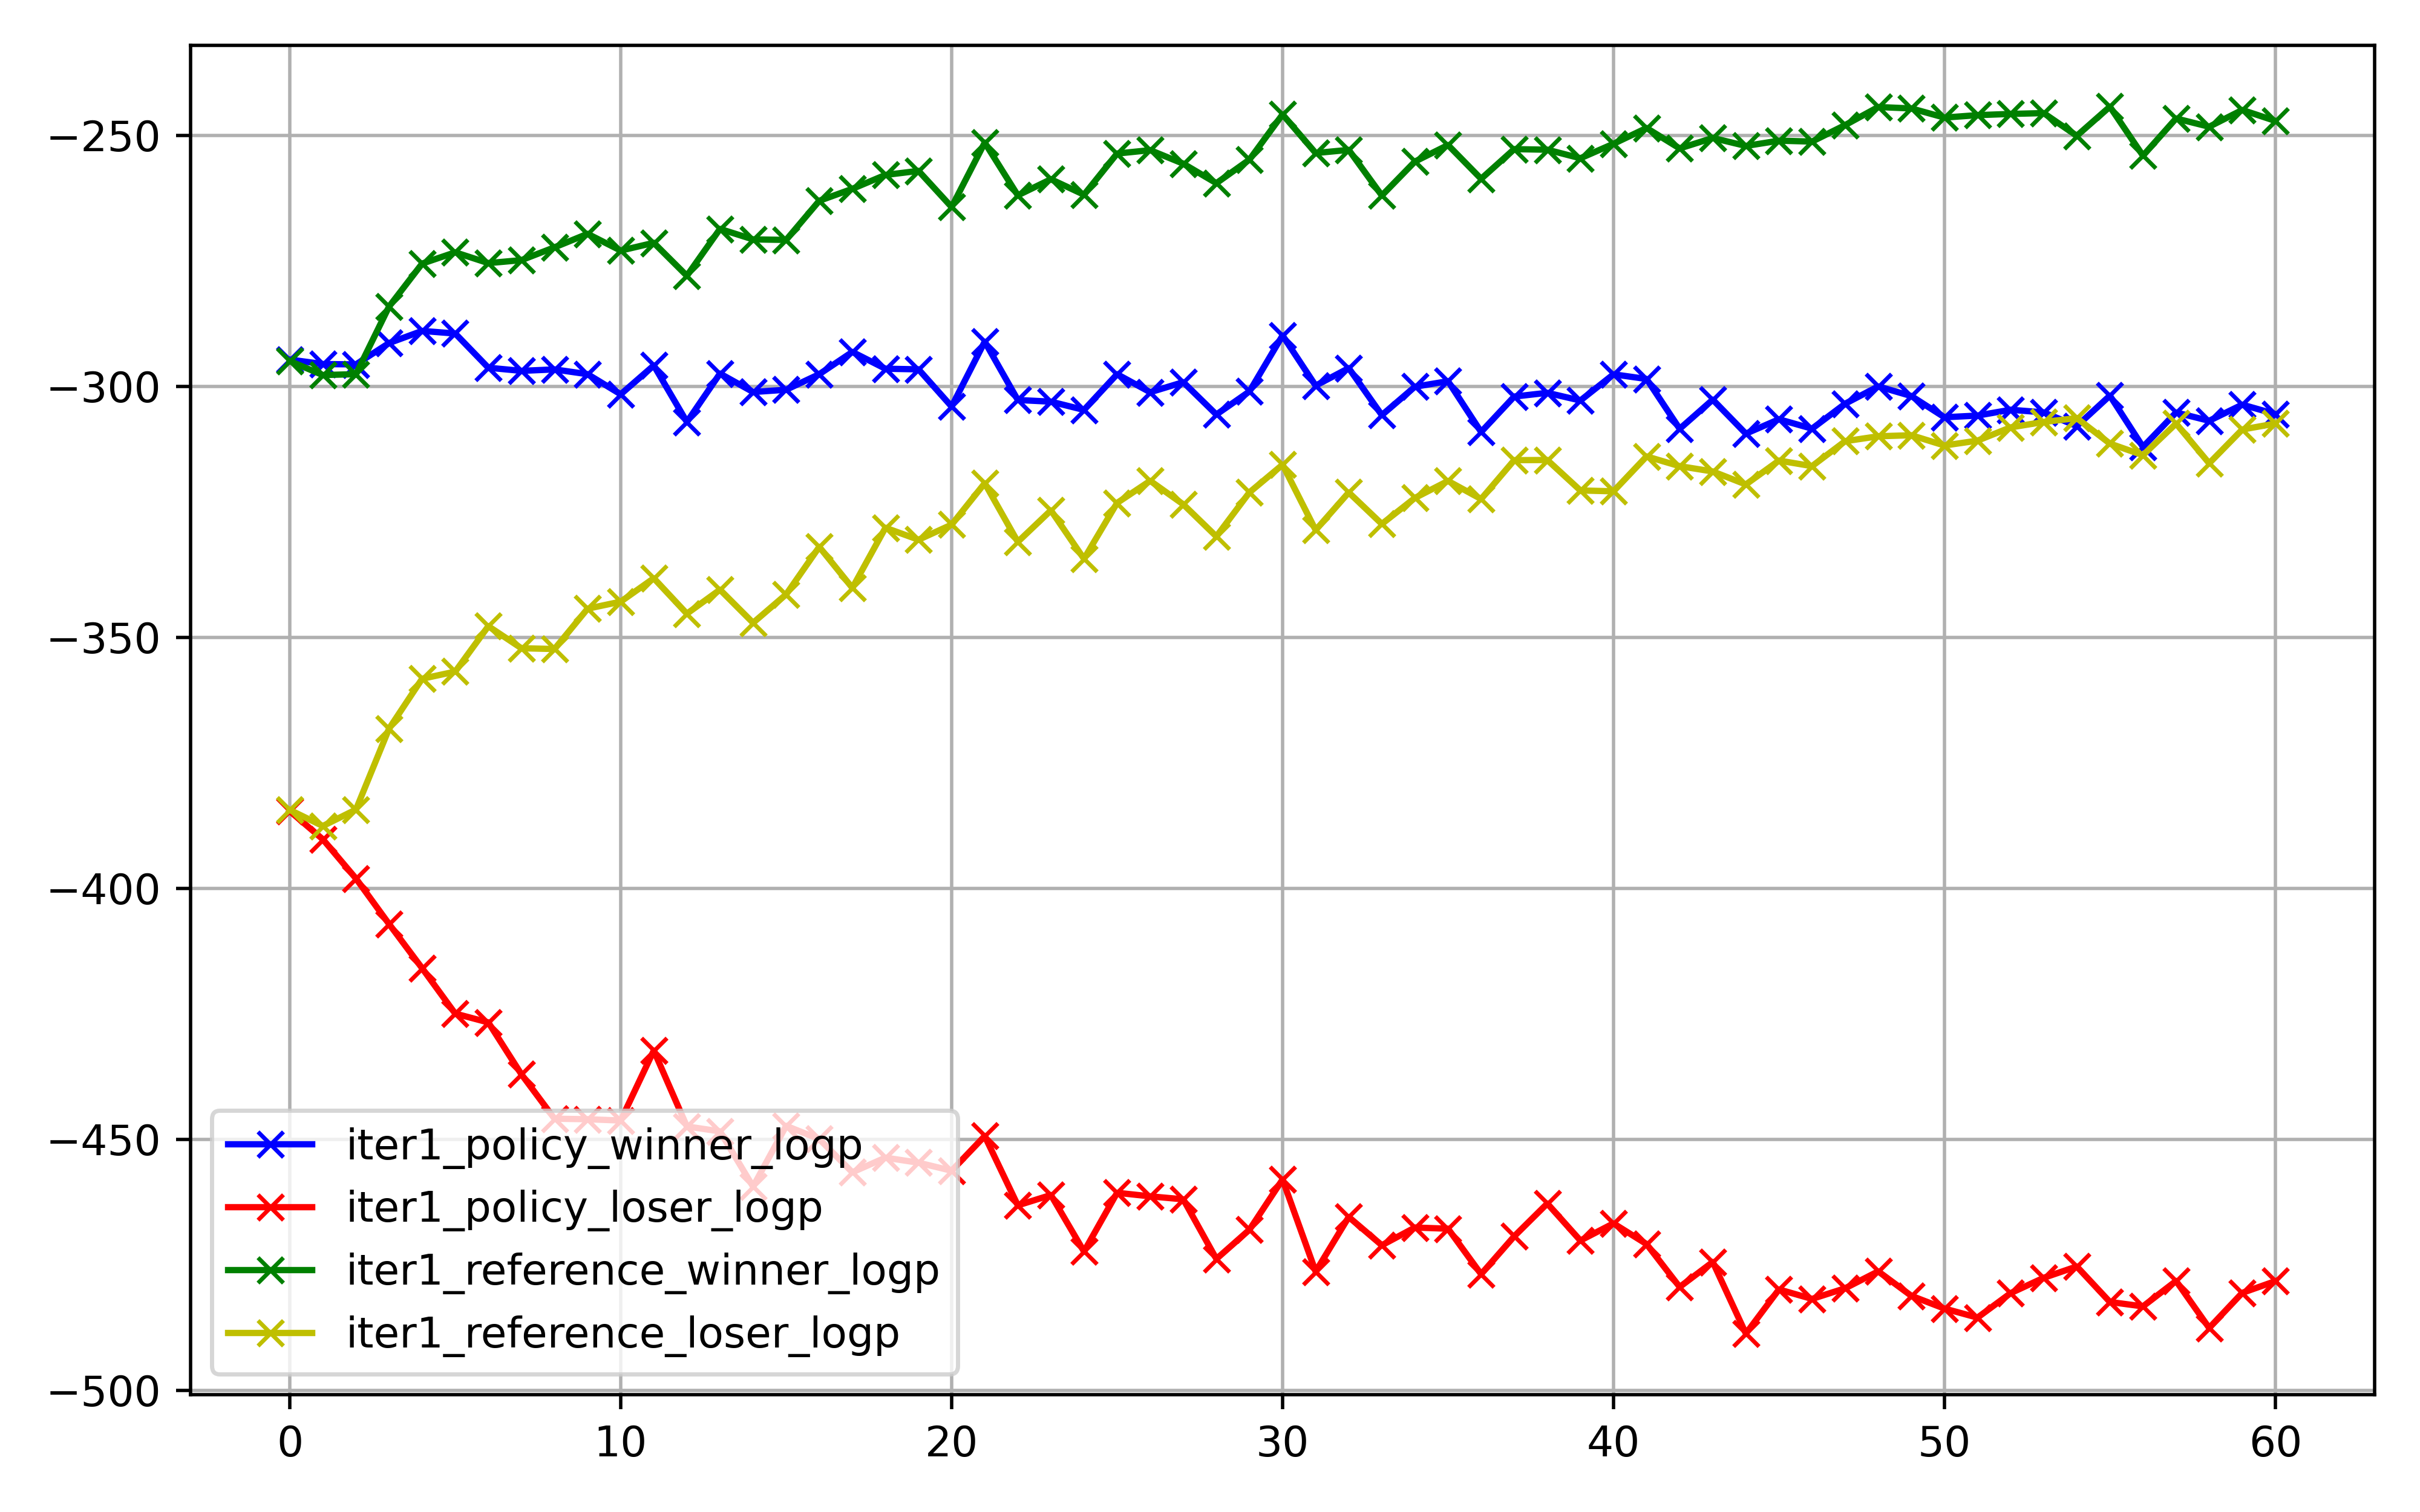 −250
−300
−350
−400
−450
−500
iter1_policy_winner_logp
iter1_policy_loser_logp
iter1_reference_winner_logp
iter1_reference_loser_logp
0 10 20 30 40 50 60